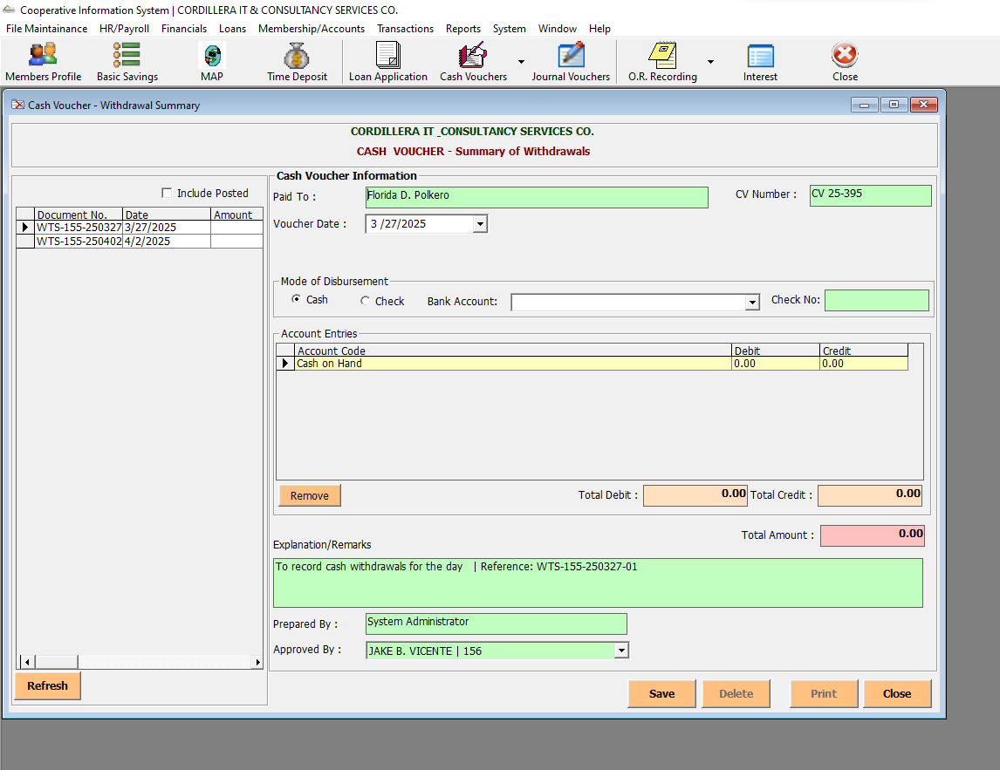 Cooperative Information System | CORDILLERA IT & CONSULTANCY SERVICES CO.
File Maintainance HR/Payroll Financials Loans Membership/Accounts Transactions Reports System Window Help
Members Profile Basic Savings MAP Time Deposit Loan Application Cash Vouchers Journal Vouchers O.R. Recording Interest Close
Cash Voucher - Withdrawal Summary
CORDILLERA IT _CONSULTANCY SERVICES CO.
CASH VOUCHER - Summary of Withdrawals
Include Posted
Document No. Date Amount
WTS-155-250327 3/27/2025
WTS-155-250402 4/2/2025
Refresh
Cash Voucher Information
Paid To : Florida D. Polkero CV Number : CV 25-395
Voucher Date : 3 /27/2025
Mode of Disbursement
Cash Check Bank Account: Check No:
Account Entries
Account Code Debit Credit
Cash on Hand 0.00 0.00
Remove Total Debit : 0.00 Total Credit : 0.00
Total Amount : 0.00
Explanation/Remarks
To record cash withdrawals for the day | Reference: WTS-155-250327-01
Prepared By : System Administrator
Approved By : JAKE B. VICENTE | 156
Save Delete Print Close